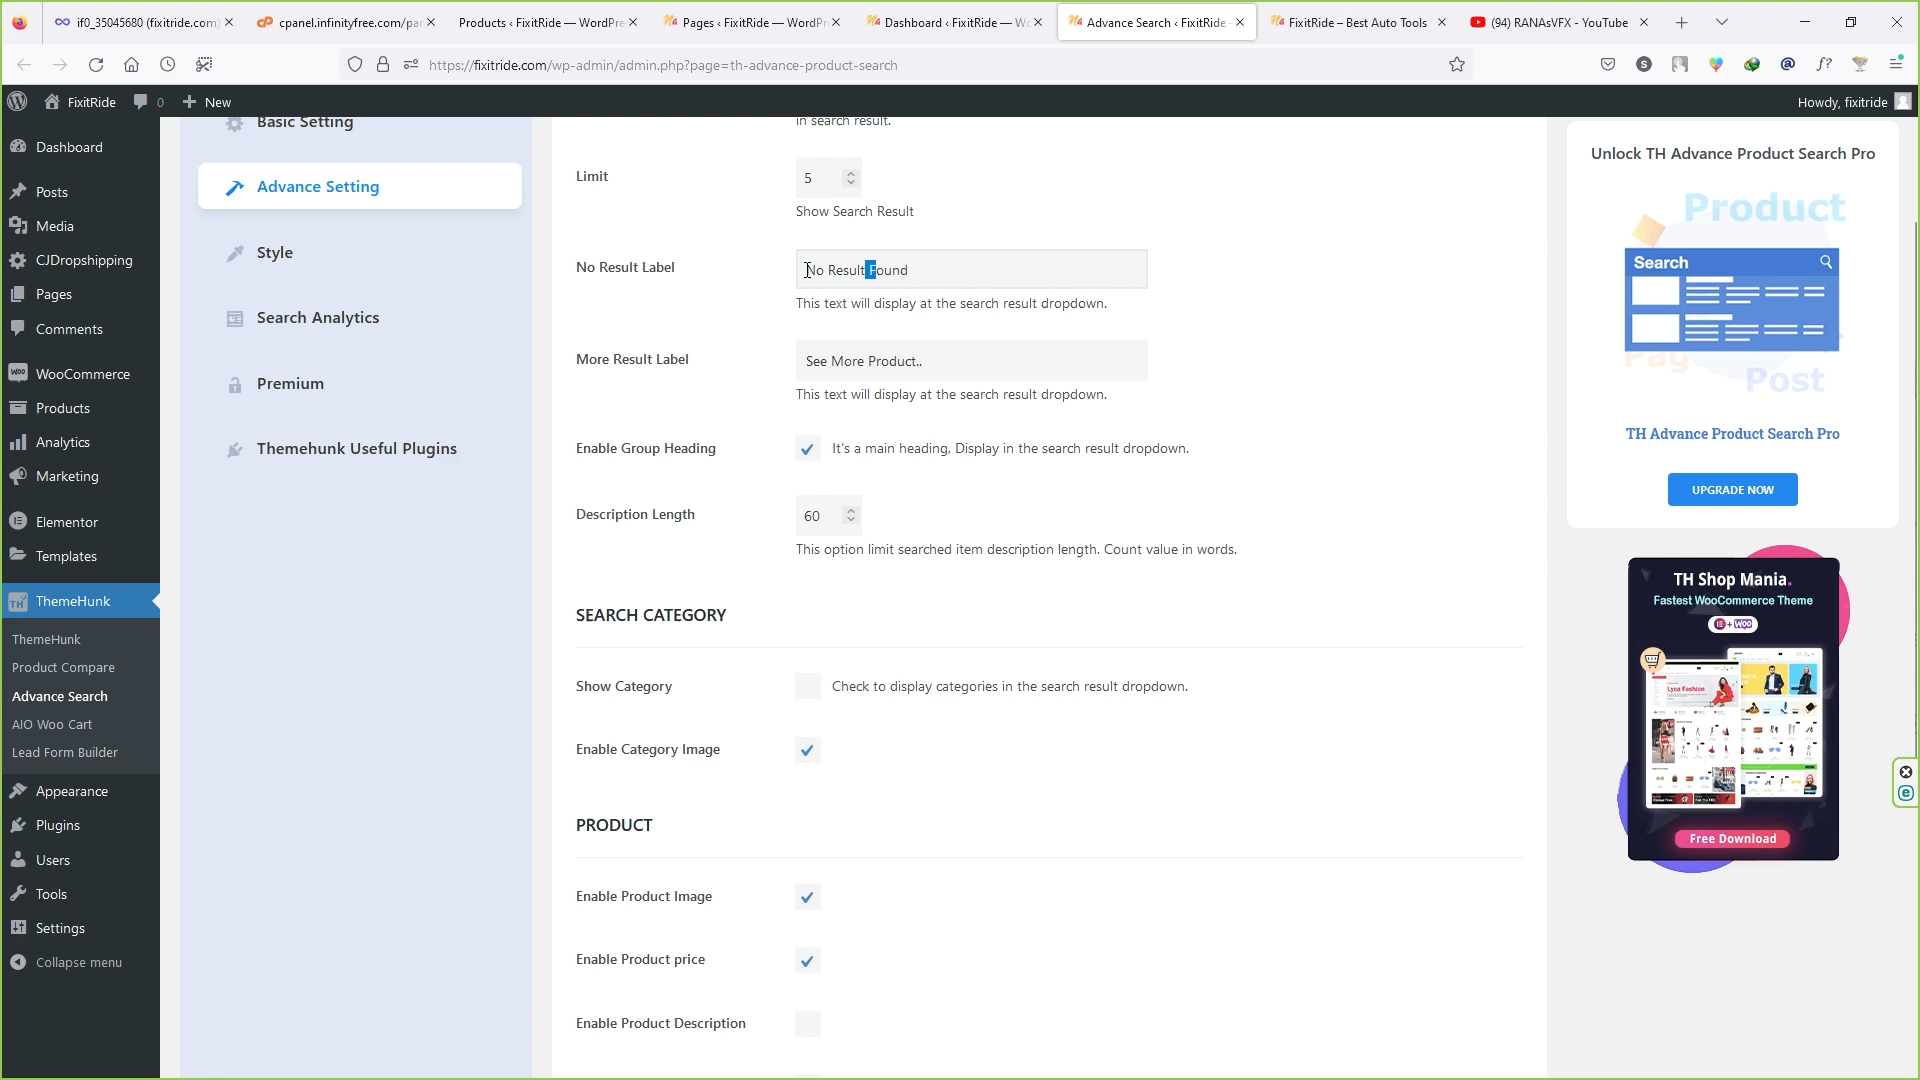 if0_35045680 (fixitride.com)
cpanel.infinityfree.com/par
Products ‹ FixitRide — WordPre
Pages ‹ FixitRide — WordPr
Dashboard ‹ FixitRide — Wo
Advance Search ‹ FixitRide
FixitRide – Best Auto Tools
(94) RANAsVFX - YouTube
https://fixitride.com/wp-admin/admin.php?page=th-advance-product-search
FixitRide
0
New
Howdy, fixitride
Dashboard
Posts
Media
CJDropshipping
Pages
Comments
WooCommerce
Products
Analytics
Marketing
Elementor
Templates
ThemeHunk
ThemeHunk
Product Compare
Advance Search
AIO Woo Cart
Lead Form Builder
Appearance
Plugins
Users
Tools
Settings
Collapse menu
Basic Setting
Advance Setting
Style
Search Analytics
Premium
Themehunk Useful Plugins
in search result.
Limit
5
Show Search Result
No Result Label
No Result Found
This text will display at the search result dropdown.
More Result Label
See More Product..
This text will display at the search result dropdown.
Enable Group Heading
It's a main heading, Display in the search result dropdown.
Description Length
60
This option limit searched item description length. Count value in words.
SEARCH CATEGORY
Show Category
Check to display categories in the search result dropdown.
Enable Category Image
PRODUCT
Enable Product Image
Enable Product price
Enable Product Description
Unlock TH Advance Product Search Pro
Product
Search
Pag
Post
TH Advance Product Search Pro
UPGRADE NOW
TH Shop Mania.
Fastest WooCommerce Theme
+ Woo
Lyca Fashion
Free Download